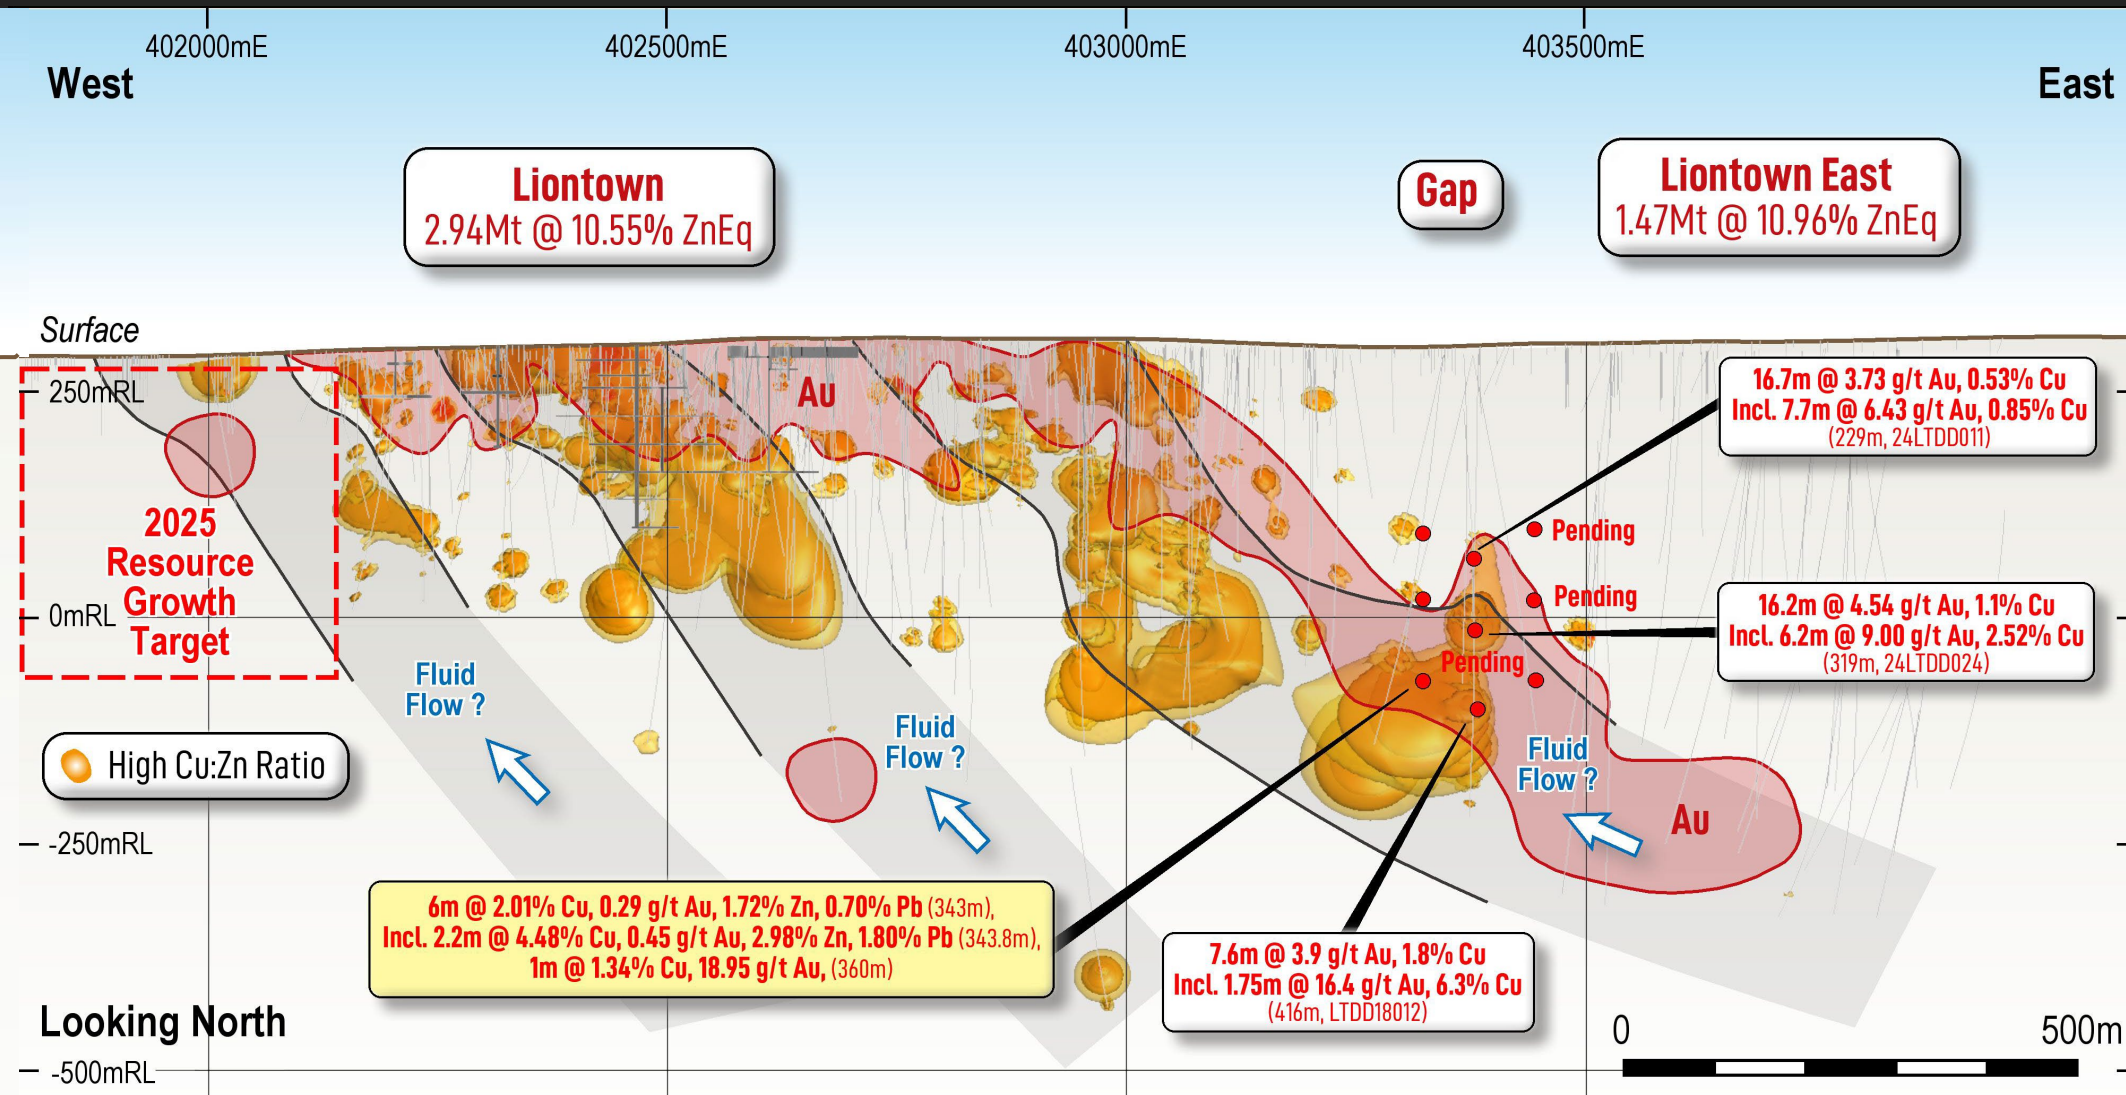 402000mE
402500mE
403000mE
403500mE
West
East
Liontown
2.94Mt @ 10.55% ZnEq
Gap
Liontown East
1.47Mt @ 10.96% ZnEq
Surface
250mRL
Au
16.7m @ 3.73 g/t Au, 0.53% Cu
Incl. 7.7m @ 6.43 g/t Au, 0.85% Cu
(229m, 24LTDD011)
2025
Resource
Growth
Target
Pending
Pending
0mRL
16.2m @ 4.54 g/t Au, 1.1% Cu
Incl. 6.2m @ 9.00 g/t Au, 2.52% Cu
(319m, 24LTDD024)
Pending
Fluid
Flow ?
Fluid
Flow ?
Fluid
Flow ?
High Cu:Zn Ratio
Au
-250mRL
6m @ 2.01% Cu, 0.29 g/t Au, 1.72% Zn, 0.70% Pb (343m),
Incl. 2.2m @ 4.48% Cu, 0.45 g/t Au, 2.98% Zn, 1.80% Pb (343.8m),
1m @ 1.34% Cu, 18.95 g/t Au, (360m)
7.6m @ 3.9 g/t Au, 1.8% Cu
Incl. 1.75m @ 16.4 g/t Au, 6.3% Cu
(416m, LTDD18012)
Looking North
0
500m
-500mRL